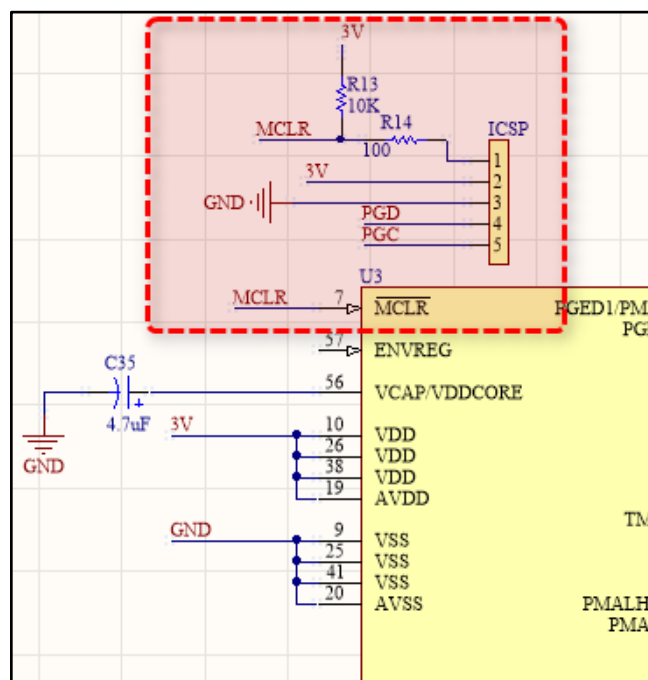 3V
R13
10K
R14
ICSP
MCLR
100
1
3V
2
GND
3
PGD
4
PGC
5
U3
MCLR
7
MCLR
PGED1/PMA
PGE
57
ENVREG
C35
56
VCAP/VDDCORE
4.7uF
+
3V
10
VDD
GND
26
VDD
38
VDD
19
AVDD
TM
GND
9
VSS
25
VSS
41
VSS
20
AVSS
PMALH
PMA